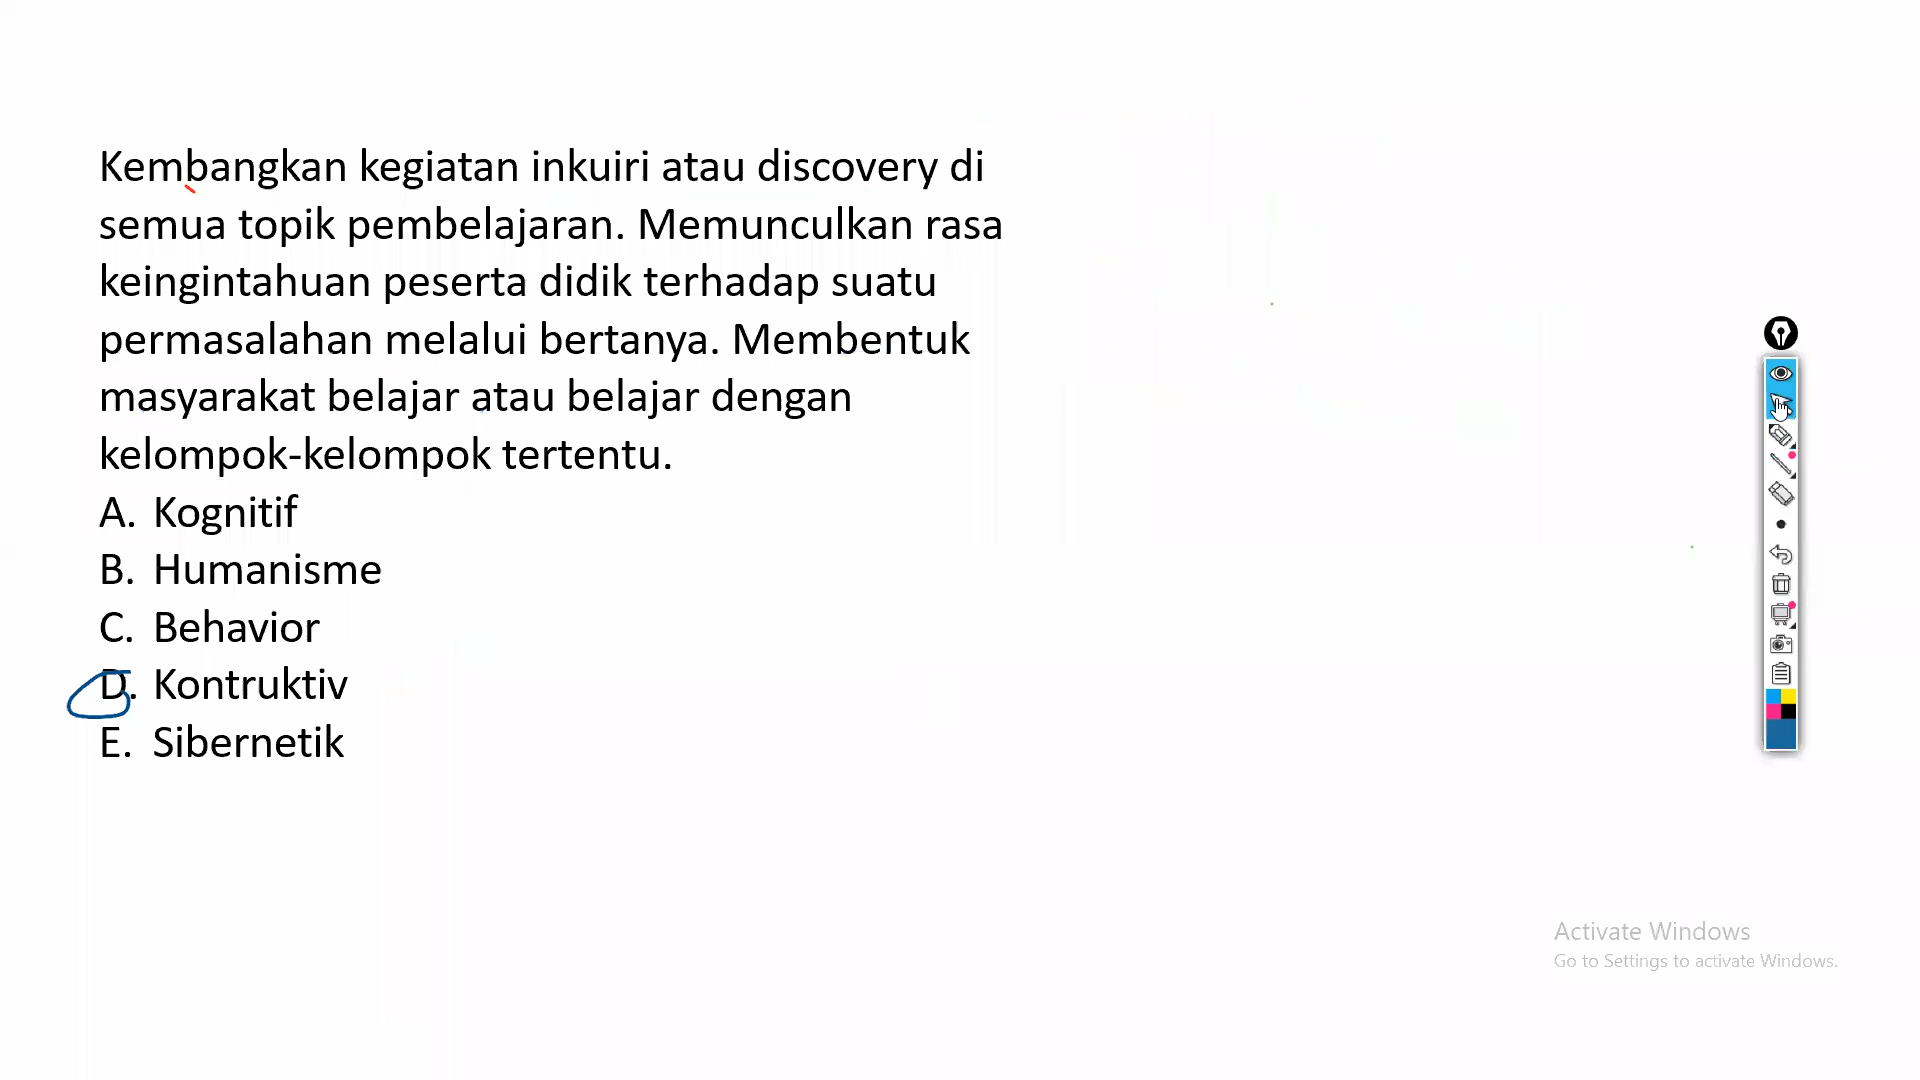 Kembangkan kegiatan inkuiri atau discovery di
semua topik pembelajaran. Memunculkan rasa
keingintahuan peserta didik terhadap suatu
permasalahan melalui bertanya. Membentuk
masyarakat belajar atau belajar dengan
kelompok-kelompok tertentu.
A. Kognitif
B. Humanisme
C. Behavior
D. Kontruktiv
E. Sibernetik
Activate Windows
Go to Settings to activate Windows.